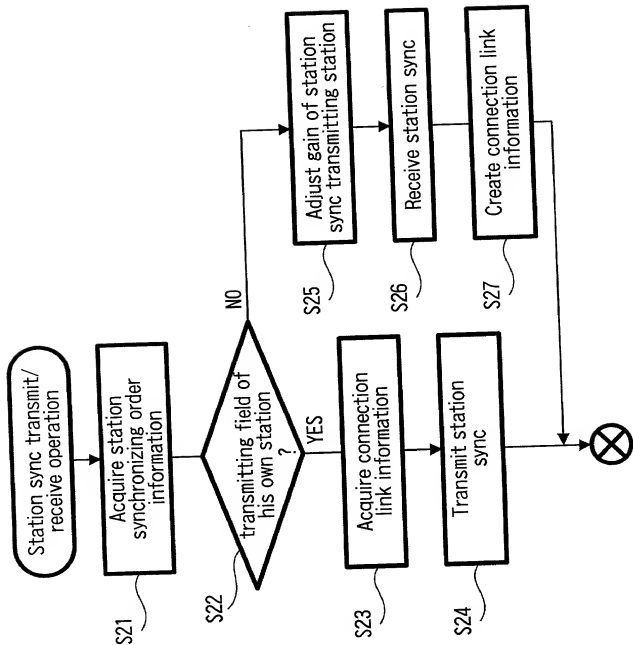 Station sync transmit/
receive operation
S21
Acquire station
synchronizing order
information
S22
transmitting field of
his own station
?
NO
YES
S23
Acquire connection
link information
S24
Transmit station
sync
S25
Adjust gain of station
sync transmitting station
S26
Receive station sync
S27
Create connection link
information